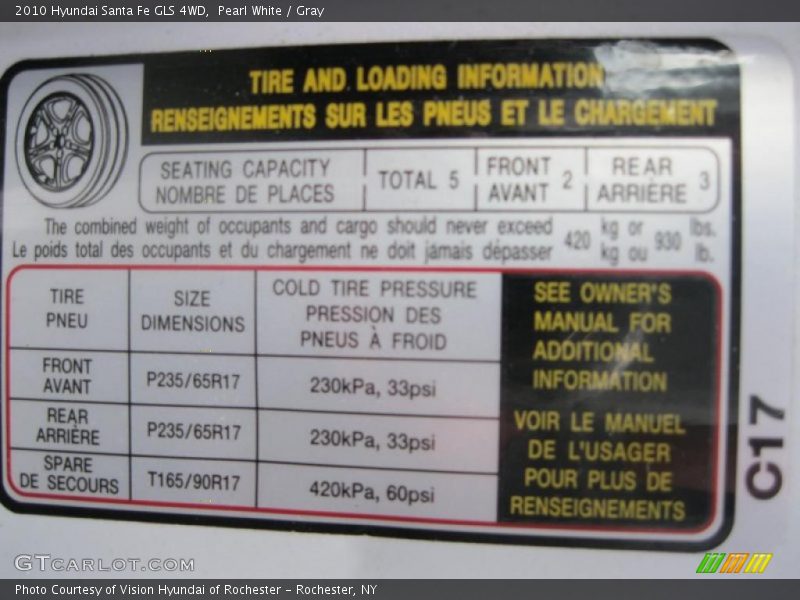 2010 Hyundai Santa Fe GLS 4WD, Pearl White / Gray
TIRE AND LOADING INFORMATION
RENSEIGNEMENTS SUR LES PNEUS ET LE CHARGEMENT
SEATING CAPACITY
NOMBRE DE PLACES
TOTAL 5
FRONT
AVANT 2
REAR
ARRIÈRE 3
The combined weight of occupants and cargo should never exceed 420 kg or 930 lbs.
Le poids total des occupants et du chargement ne doit jamais dépasser kg ou lb.
TIRE
PNEU
SIZE
DIMENSIONS
COLD TIRE PRESSURE
PRESSION DES
PNEUS À FROID
FRONT
AVANT
P235/65R17
230kPa, 33psi
REAR
ARRIÈRE
P235/65R17
230kPa, 33psi
SPARE
DE SECOURS
T165/90R17
420kPa, 60psi
SEE OWNER'S
MANUAL FOR
ADDITIONAL
INFORMATION
VOIR LE MANUEL
DE L'USAGER
POUR PLUS DE
RENSEIGNEMENTS
C17
GTCARLOT.COM
Photo Courtesy of Vision Hyundai of Rochester - Rochester, NY